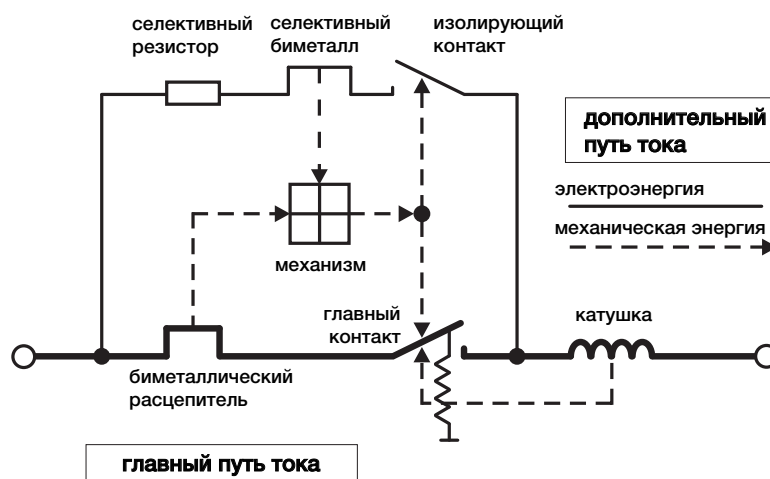 селективный
резистор
селективный
биметалл
изолирующий
контакт
дополнительный
путь тока
электроэнергия
механическая энергия
механизм
главный
контакт
катушка
биметаллический
расцепитель
главный путь тока